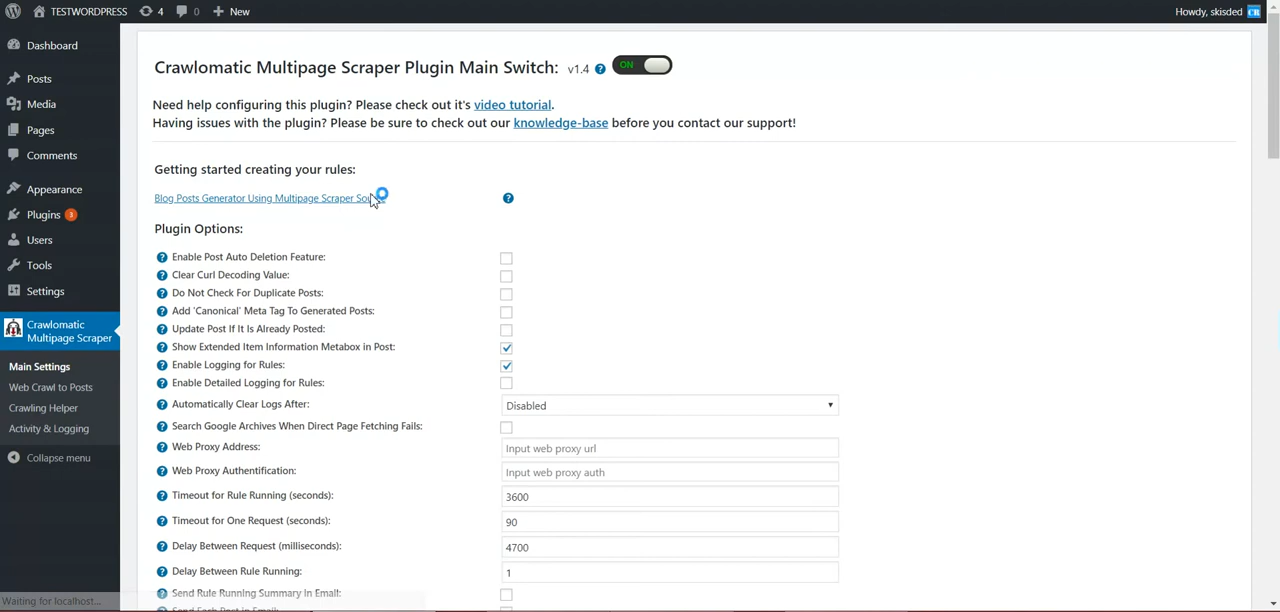 TESTWORDPRESS 4 0 New Howdy, skisded CR
Dashboard
Posts
Media
Pages
Comments
Appearance
Plugins 3
Users
Tools
Settings
Crawlomatic
Multipage Scraper
Main Settings
Web Crawl to Posts
Crawling Helper
Activity & Logging
Collapse menu
Crawlomatic Multipage Scraper Plugin Main Switch: v1.4 ? ON
Need help configuring this plugin? Please check out it's video tutorial.
Having issues with the plugin? Please be sure to check out our knowledge-base before you contact our support!
Getting started creating your rules:
Blog Posts Generator Using Multipage Scraper ?
Plugin Options:
? Enable Post Auto Deletion Feature:
? Clear Curl Decoding Value:
? Do Not Check For Duplicate Posts:
? Add 'Canonical' Meta Tag To Generated Posts:
? Update Post If It Is Already Posted:
? Show Extended Item Information Metabox in Post:
? Enable Logging for Rules:
? Enable Detailed Logging for Rules:
? Automatically Clear Logs After: Disabled
? Search Google Archives When Direct Page Fetching Fails:
? Web Proxy Address: Input web proxy url
? Web Proxy Authentification: Input web proxy auth
? Timeout for Rule Running (seconds): 3600
? Timeout for One Request (seconds): 90
? Delay Between Request (milliseconds): 4700
? Delay Between Rule Running: 1
? Send Rule Running Summary In Email:
? Send Each Post in Email:
Waiting for localhost...